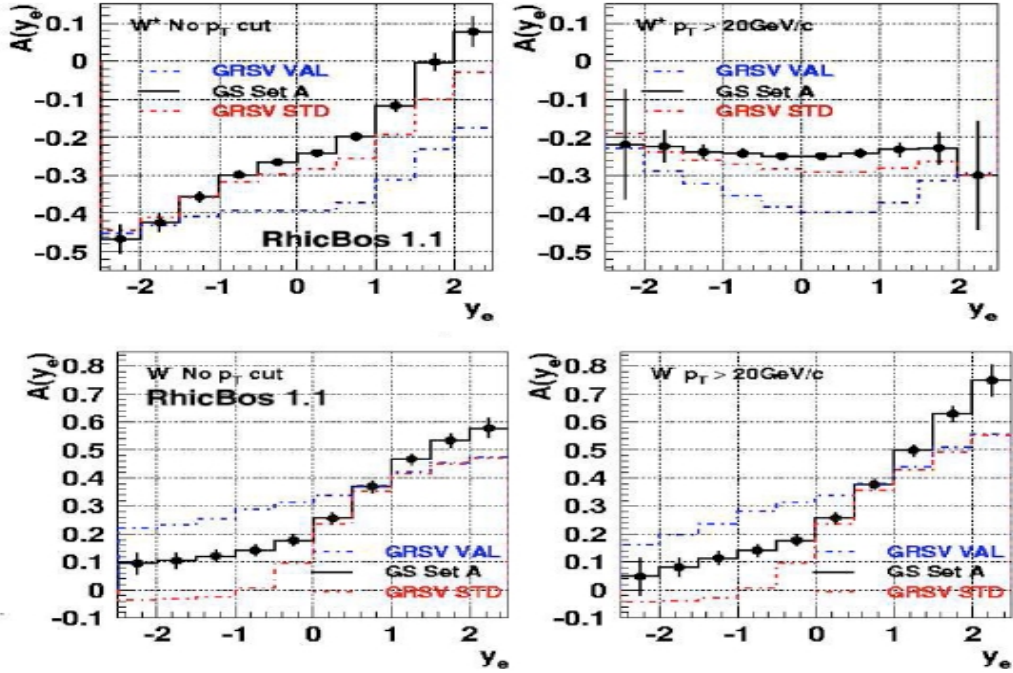 W⁺ No p_T cut
A(y_e)
0.1
0
-0.1
-0.2
-0.3
-0.4
-0.5
GRSV VAL
GS Set A
GRSV STD
RhicBos 1.1
-2 -1 0 1 2
y_e
W⁺ p_T > 20GeV/c
A(y_e)
0.1
0
-0.1
-0.2
-0.3
-0.4
-0.5
GRSV VAL
GS Set A
GRSV STD
-2 -1 0 1 2
y_e
W⁻ No p_T cut
RhicBos 1.1
A(y_e)
0.8
0.7
0.6
0.5
0.4
0.3
0.2
0.1
0
-0.1
GRSV VAL
GS Set A
GRSV STD
-2 -1 0 1 2
y_e
W⁻ p_T > 20GeV/c
A(y_e)
0.8
0.7
0.6
0.5
0.4
0.3
0.2
0.1
0
-0.1
GRSV VAL
GS Set A
GRSV STD
-2 -1 0 1 2
y_e